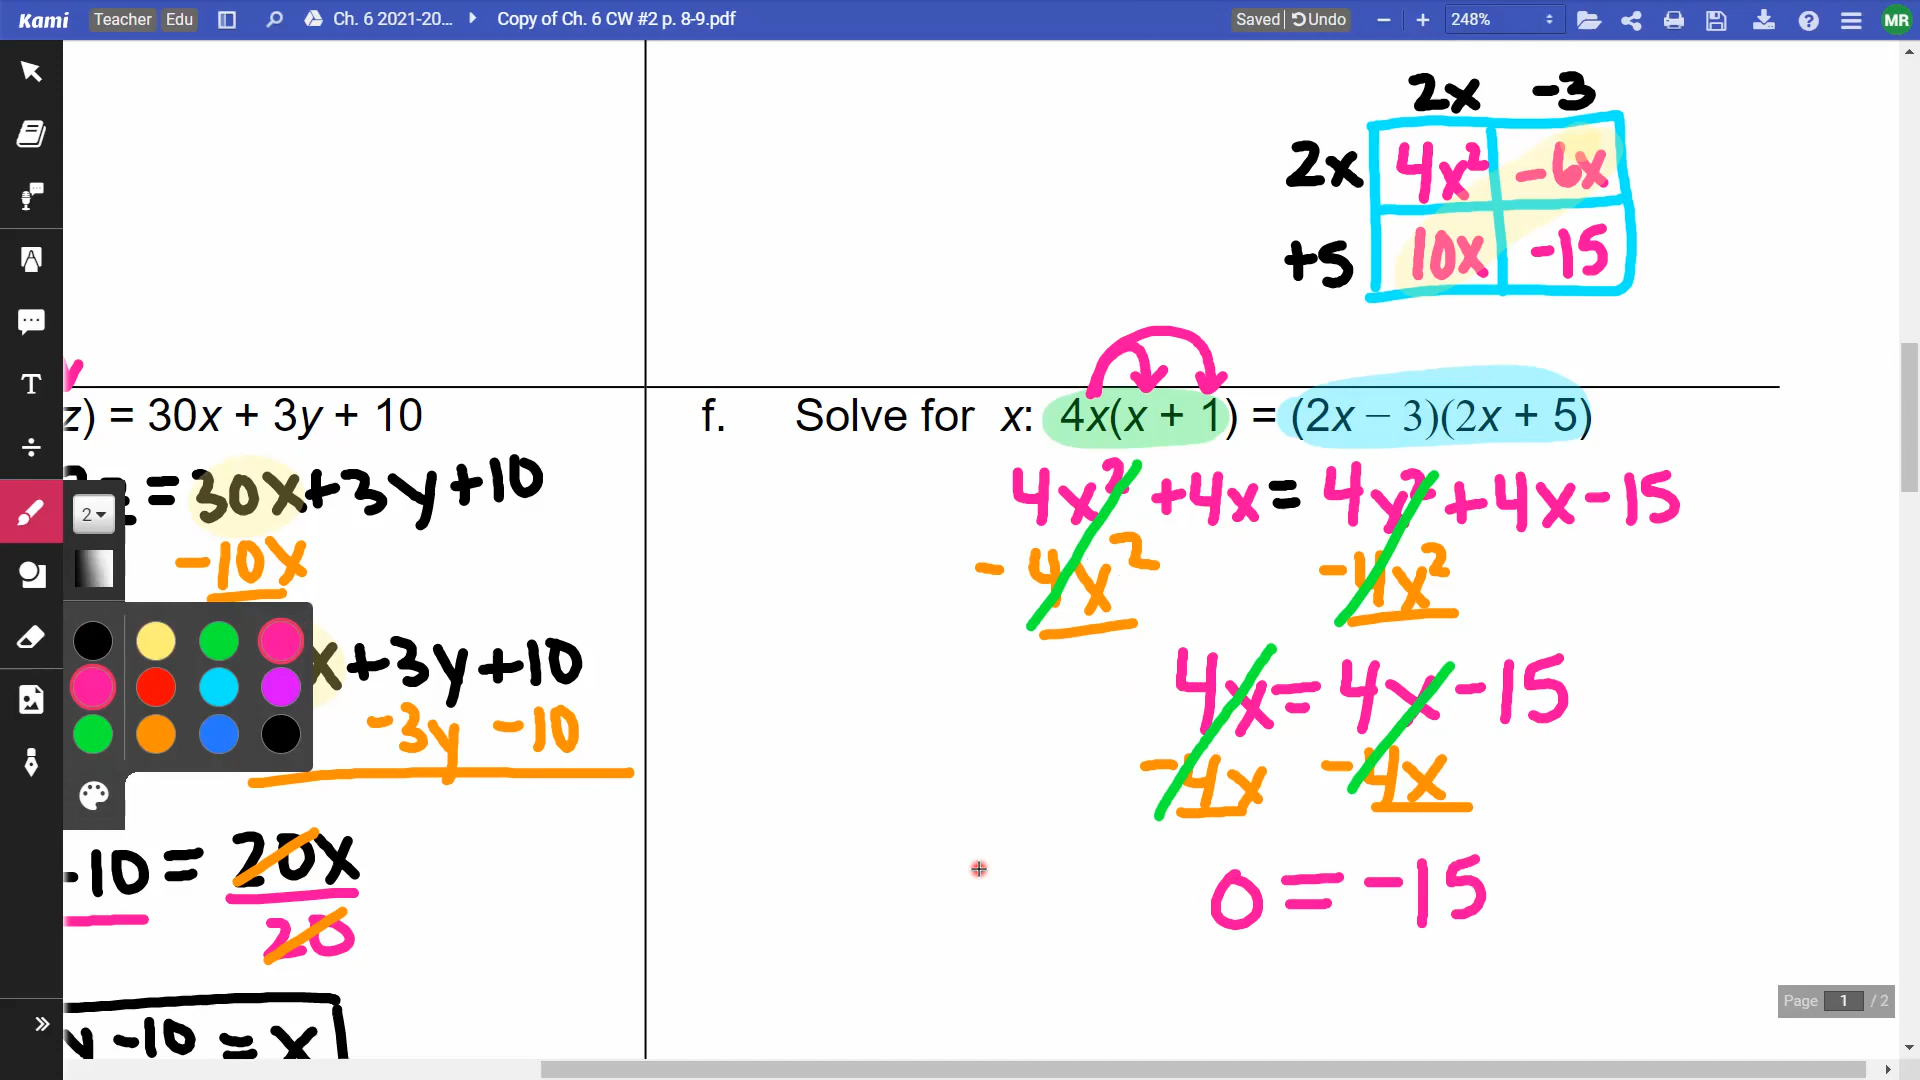 Kami Teacher Edu Ch. 6 2021-20... Copy of Ch. 6 CW #2 p. 8-9.pdf Saved Undo 248% MR
2x -3
2x 4x² -6x
+5 10x -15
z) = 30x + 3y + 10
= 30x+3y+10
-10x
x+3y+10
-3y -10
-10 = 20x
20
y -10 = x
f. Solve for x: 4x(x + 1) = (2x − 3)(2x + 5)
4x² +4x = 4x² +4x -15
-4x² -4x²
4x = 4x -15
-4x -4x
0 = -15
2
Page 1 / 2